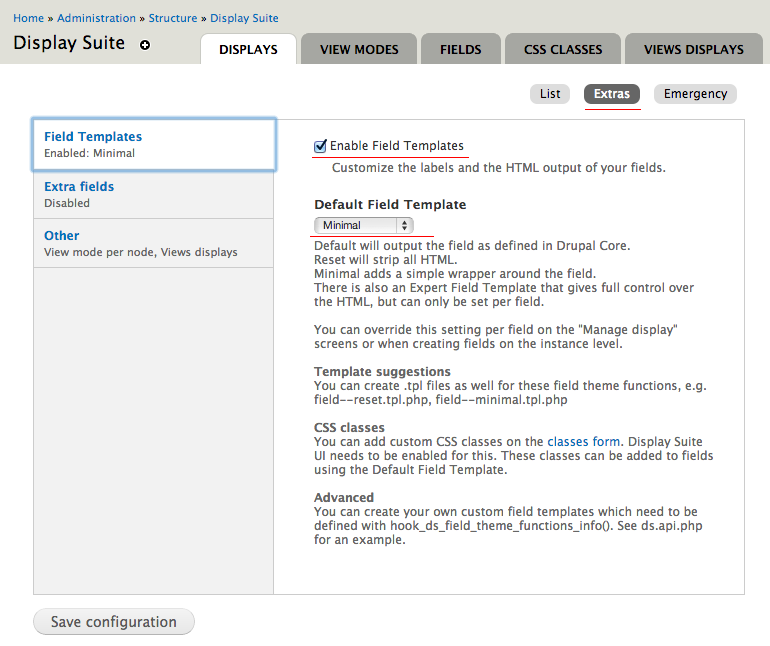 Home » Administration » Structure » Display Suite
Display Suite
DISPLAYS
VIEW MODES
FIELDS
CSS CLASSES
VIEWS DISPLAYS
List
Extras
Emergency
Field Templates
Enabled: Minimal
Extra fields
Disabled
Other
View mode per node, Views displays
Enable Field Templates
Customize the labels and the HTML output of your fields.
Default Field Template
Minimal
Default will output the field as defined in Drupal Core.
Reset will strip all HTML.
Minimal adds a simple wrapper around the field.
There is also an Expert Field Template that gives full control over
the HTML, but can only be set per field.
You can override this setting per field on the "Manage display"
screens or when creating fields on the instance level.
Template suggestions
You can create .tpl files as well for these field theme functions, e.g.
field--reset.tpl.php, field--minimal.tpl.php
CSS classes
You can add custom CSS classes on the classes form. Display Suite
UI needs to be enabled for this. These classes can be added to fields
using the Default Field Template.
Advanced
You can create your own custom field templates which need to be
defined with hook_ds_field_theme_functions_info(). See ds.api.php
for an example.
Save configuration